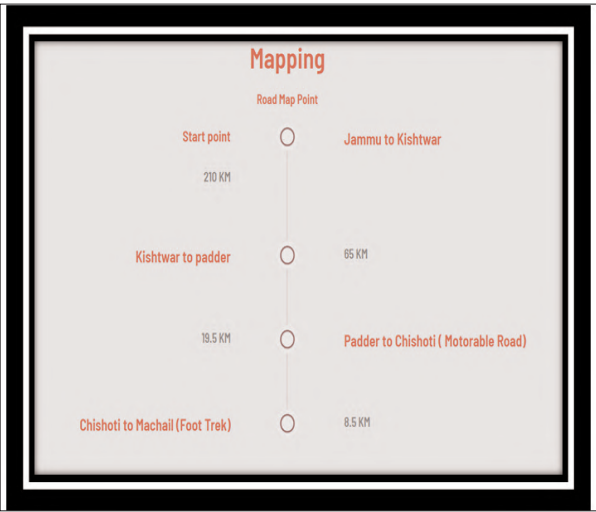 Mapping
Road Map Point
Start point
Jammu to Kishtwar
210 KM
Kishtwar to padder
65 KM
19.5 KM
Padder to Chishoti ( Motorable Road)
Chishoti to Machail (Foot Trek)
8.5 KM